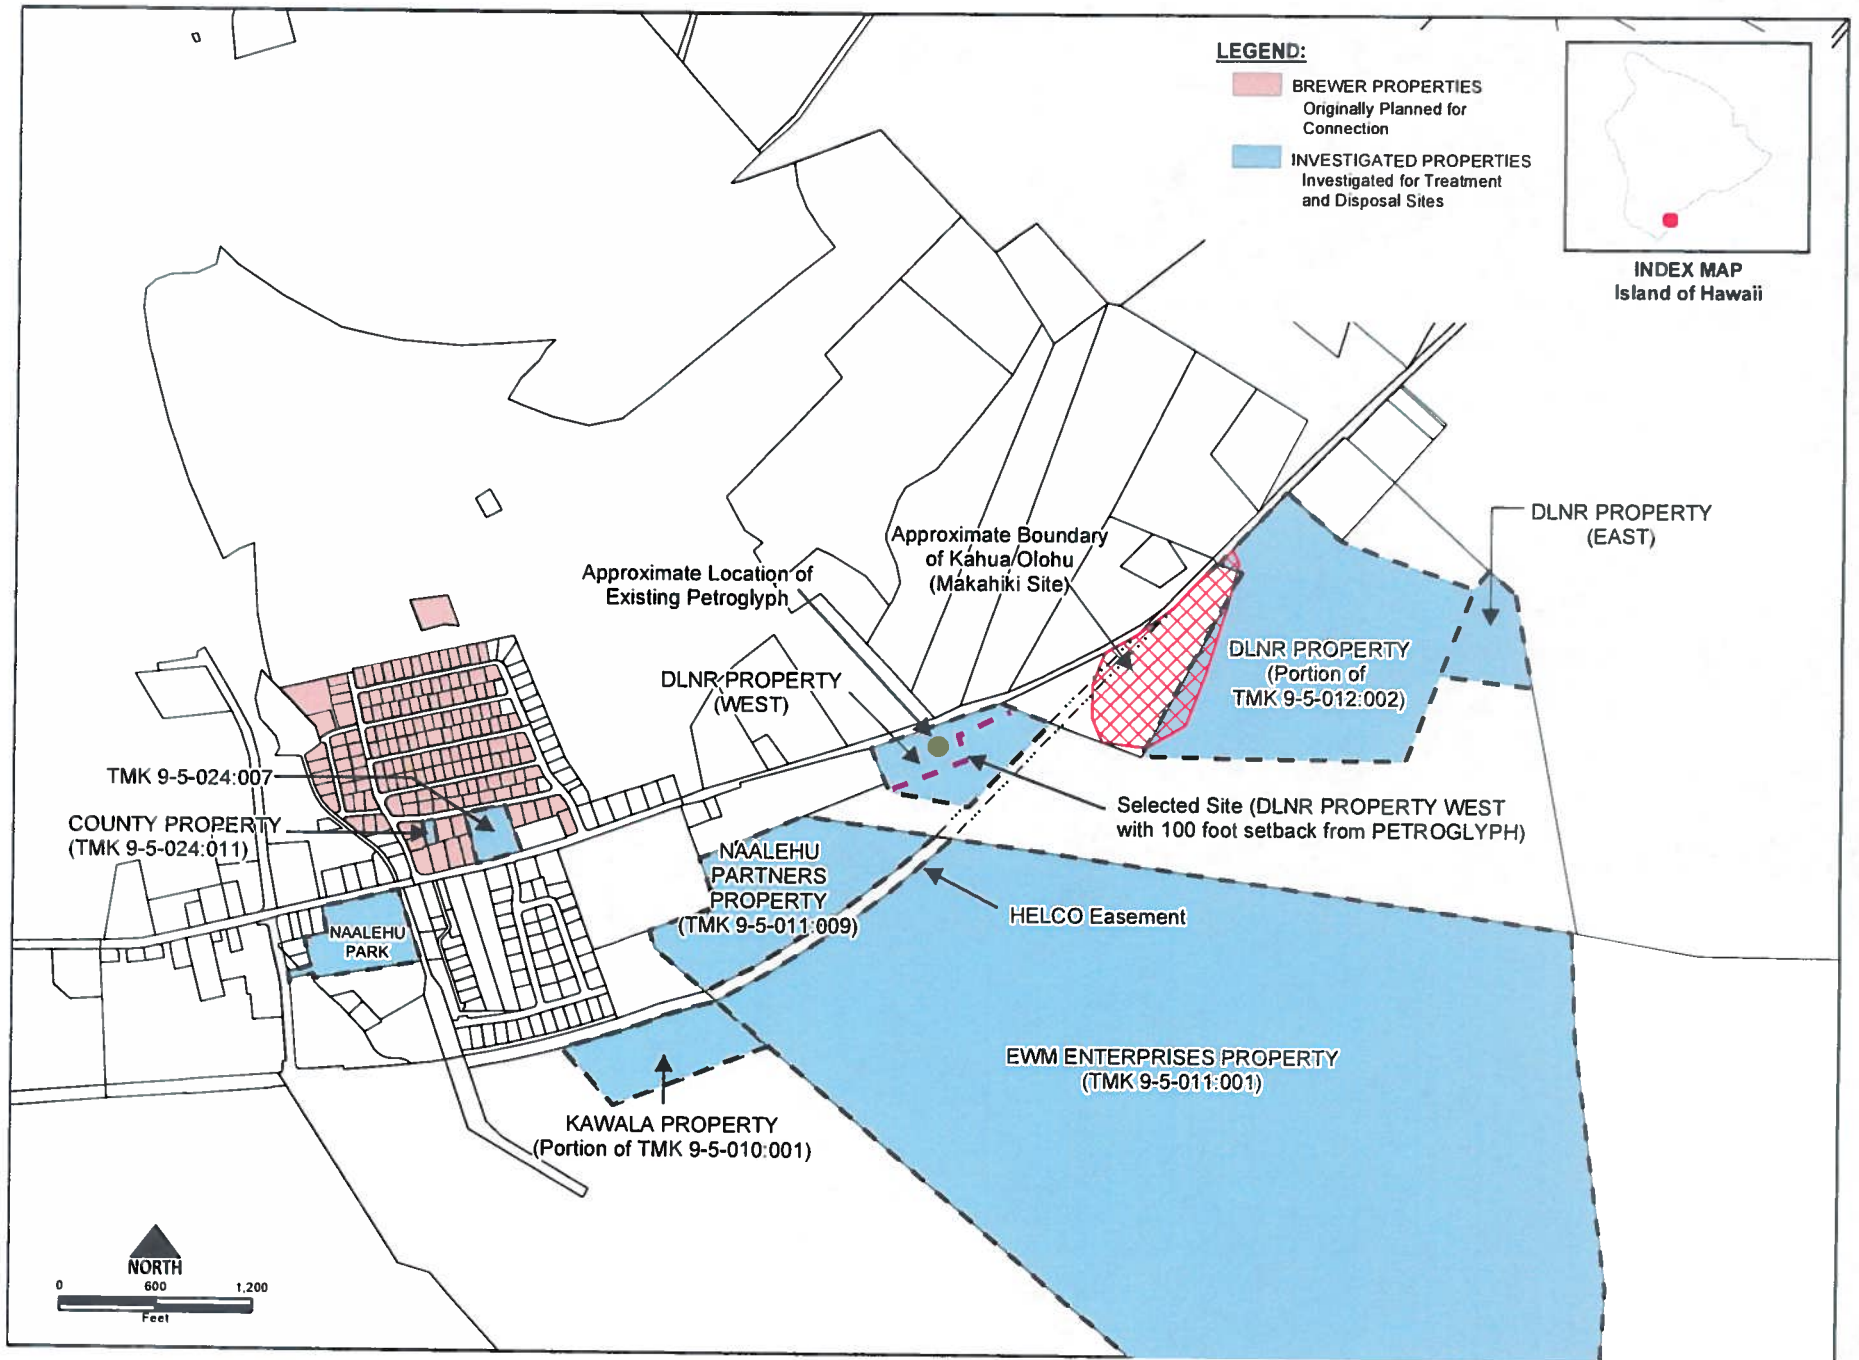 LEGEND:
BREWER PROPERTIES
Originally Planned for
Connection
INVESTIGATED PROPERTIES
Investigated for Treatment
and Disposal Sites
INDEX MAP
Island of Hawaii
DLNR PROPERTY
(EAST)
Approximate Boundary
of Kahua Olohu
(Makahiki Site)
Approximate Location of
Existing Petroglyph
DLNR PROPERTY
(WEST)
DLNR PROPERTY
(Portion of
TMK 9-5-012:002)
TMK 9-5-024:007
COUNTY PROPERTY
(TMK 9-5-024:011)
Selected Site (DLNR PROPERTY WEST
with 100 foot setback from PETROGLYPH)
NAALEHU
PARTNERS
PROPERTY
(TMK 9-5-011:009)
HELCO Easement
NAALEHU
PARK
EWM ENTERPRISES PROPERTY
(TMK 9-5-011:001)
KAWALA PROPERTY
(Portion of TMK 9-5-010:001)
NORTH
0 600 1,200
Feet